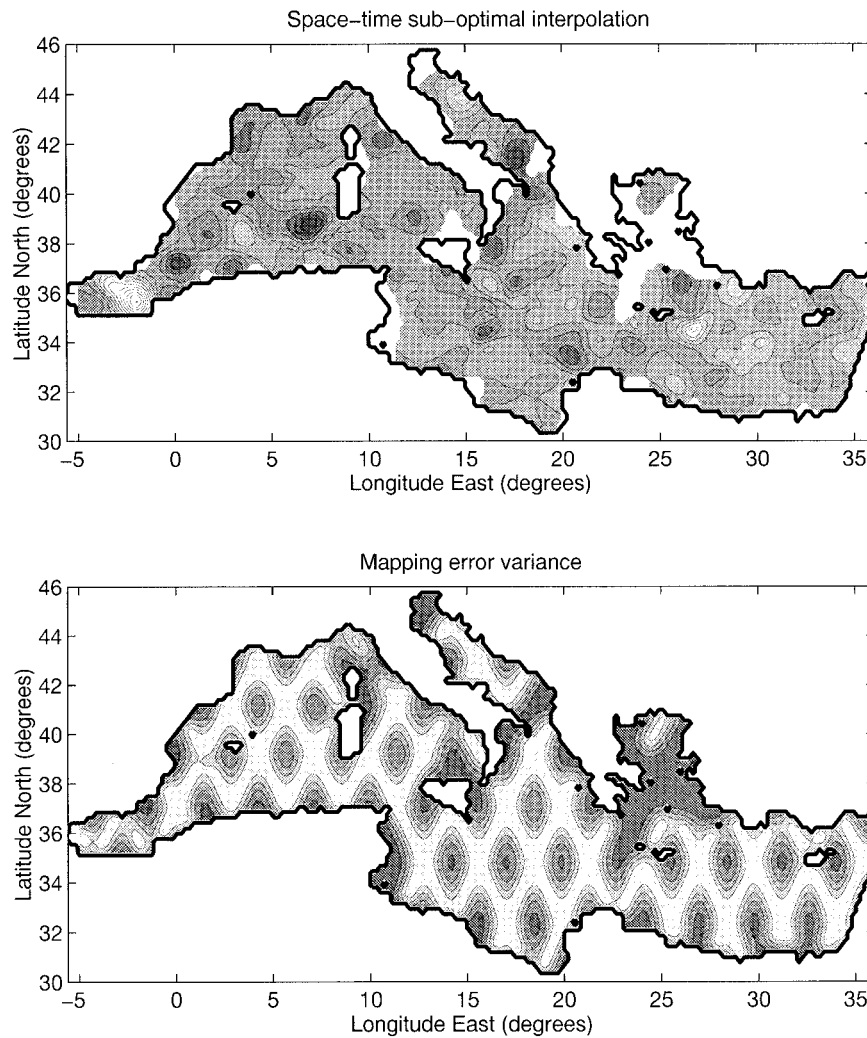 Space-time sub-optimal interpolation
46
44
42
40
38
36
34
32
30
Latitude North (degrees)
-5 0 5 10 15 20 25 30 35
Longitude East (degrees)
Mapping error variance
46
44
42
40
38
36
34
32
30
Latitude North (degrees)
-5 0 5 10 15 20 25 30 35
Longitude East (degrees)